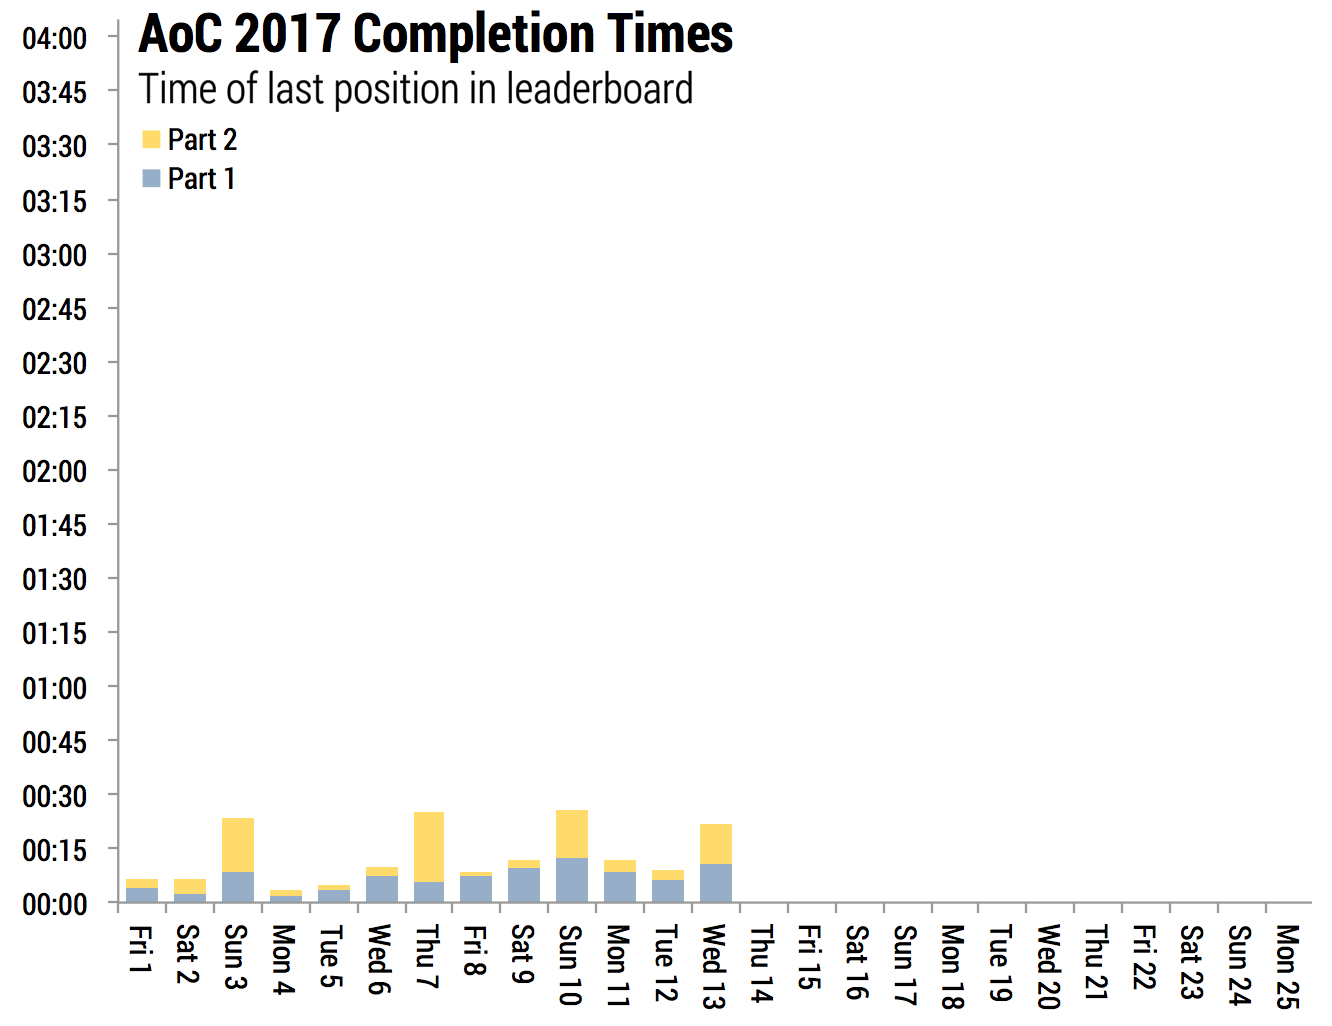 AoC 2017 Completion Times
Time of last position in leaderboard
Part 2
Part 1
04:00
03:45
03:30
03:15
03:00
02:45
02:30
02:15
02:00
01:45
01:30
01:15
01:00
00:45
00:30
00:15
00:00
Fri 1
Sat 2
Sun 3
Mon 4
Tue 5
Wed 6
Thu 7
Fri 8
Sat 9
Sun 10
Mon 11
Tue 12
Wed 13
Thu 14
Fri 15
Sat 16
Sun 17
Mon 18
Tue 19
Wed 20
Thu 21
Fri 22
Sat 23
Sun 24
Mon 25